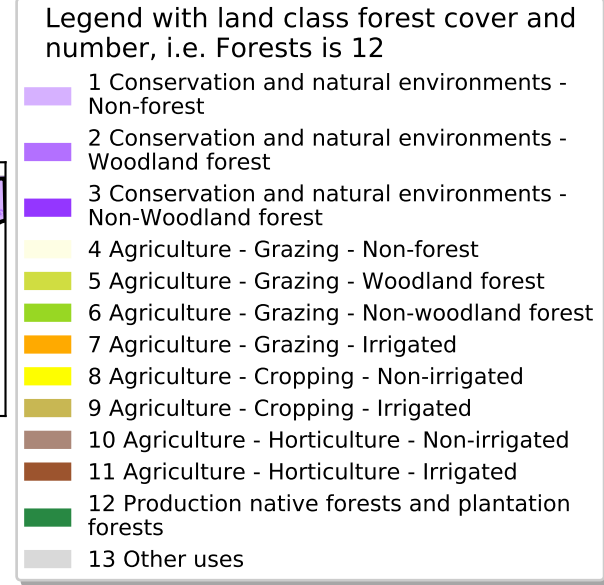 Legend with land class forest cover and
number, i.e. Forests is 12
1 Conservation and natural environments -
Non-forest
2 Conservation and natural environments -
Woodland forest
3 Conservation and natural environments -
Non-Woodland forest
4 Agriculture - Grazing - Non-forest
5 Agriculture - Grazing - Woodland forest
6 Agriculture - Grazing - Non-woodland forest
7 Agriculture - Grazing - Irrigated
8 Agriculture - Cropping - Non-irrigated
9 Agriculture - Cropping - Irrigated
10 Agriculture - Horticulture - Non-irrigated
11 Agriculture - Horticulture - Irrigated
12 Production native forests and plantation
forests
13 Other uses